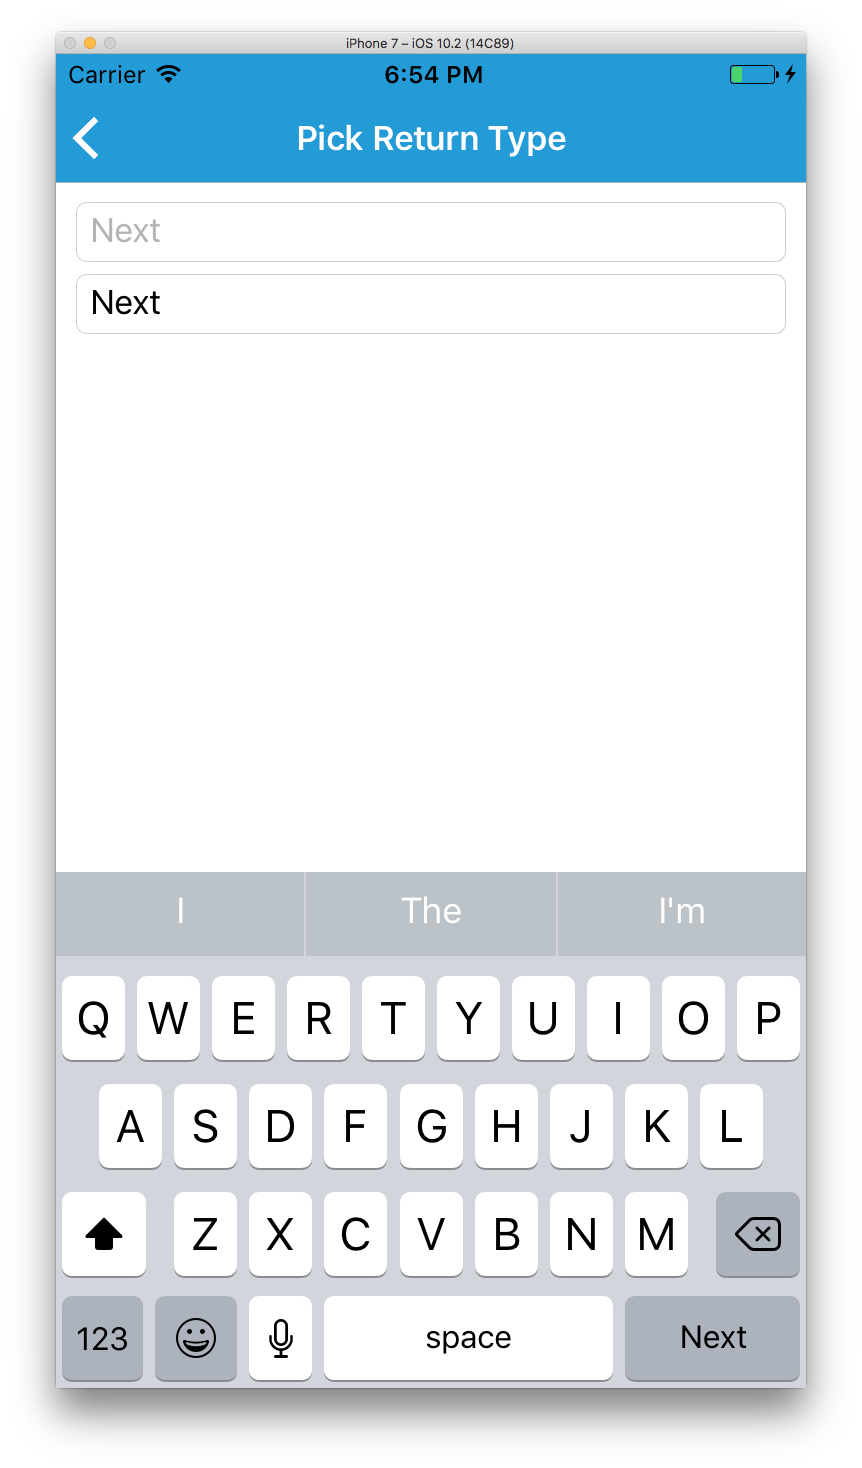 iPhone 7 – iOS 10.2 (14C89)
Carrier 6:54 PM
Pick Return Type
Next
Next
I The I'm
Q W E R T Y U I O P
A S D F G H J K L
Z X C V B N M
123 space Next